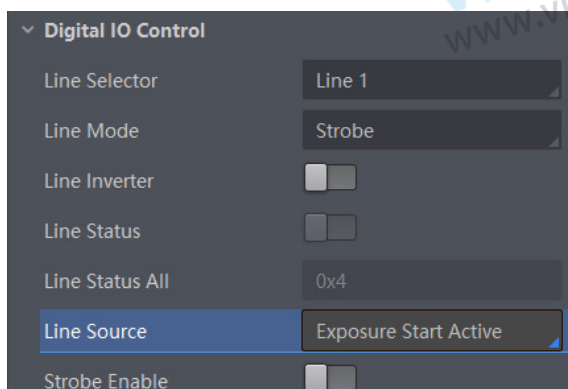 Digital IO Control
Line Selector Line 1
Line Mode Strobe
Line Inverter
Line Status
Line Status All 0x4
Line Source Exposure Start Active
Strobe Enable